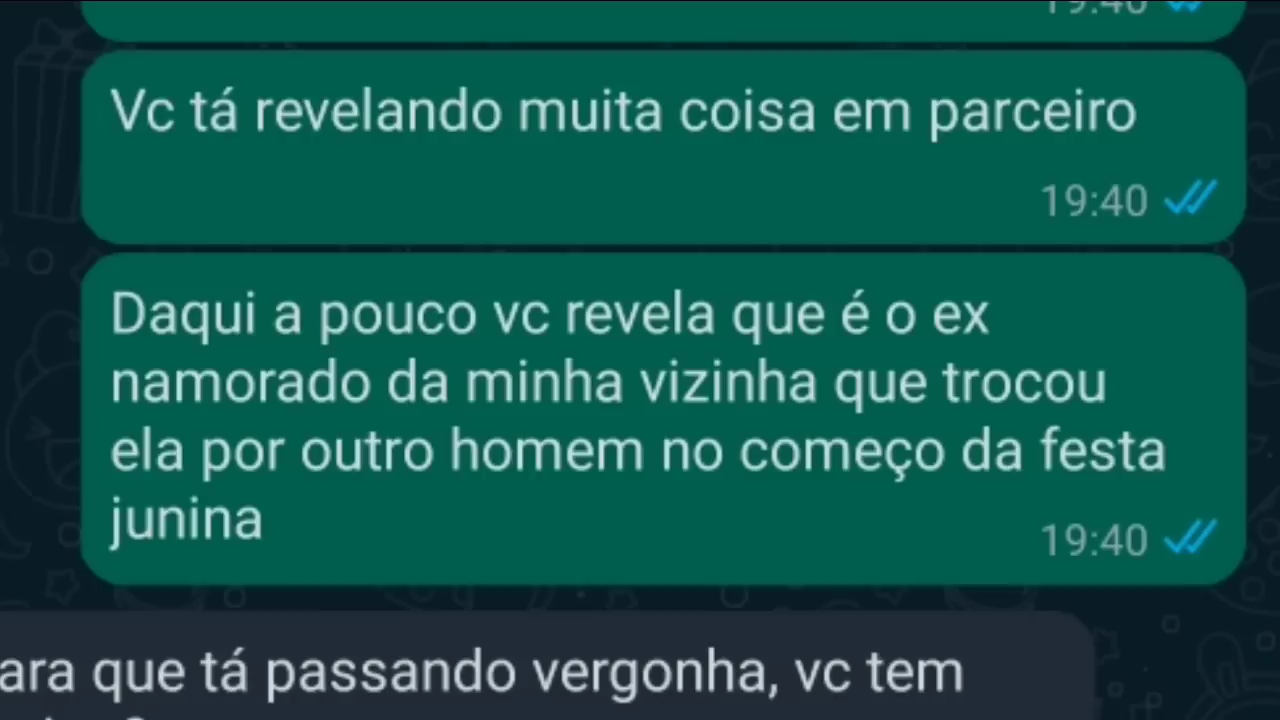 19:40
Vc tá revelando muita coisa em parceiro
19:40
Daqui a pouco vc revela que é o ex
namorado da minha vizinha que trocou
ela por outro homem no começo da festa
junina
19:40
ara que tá passando vergonha, vc tem